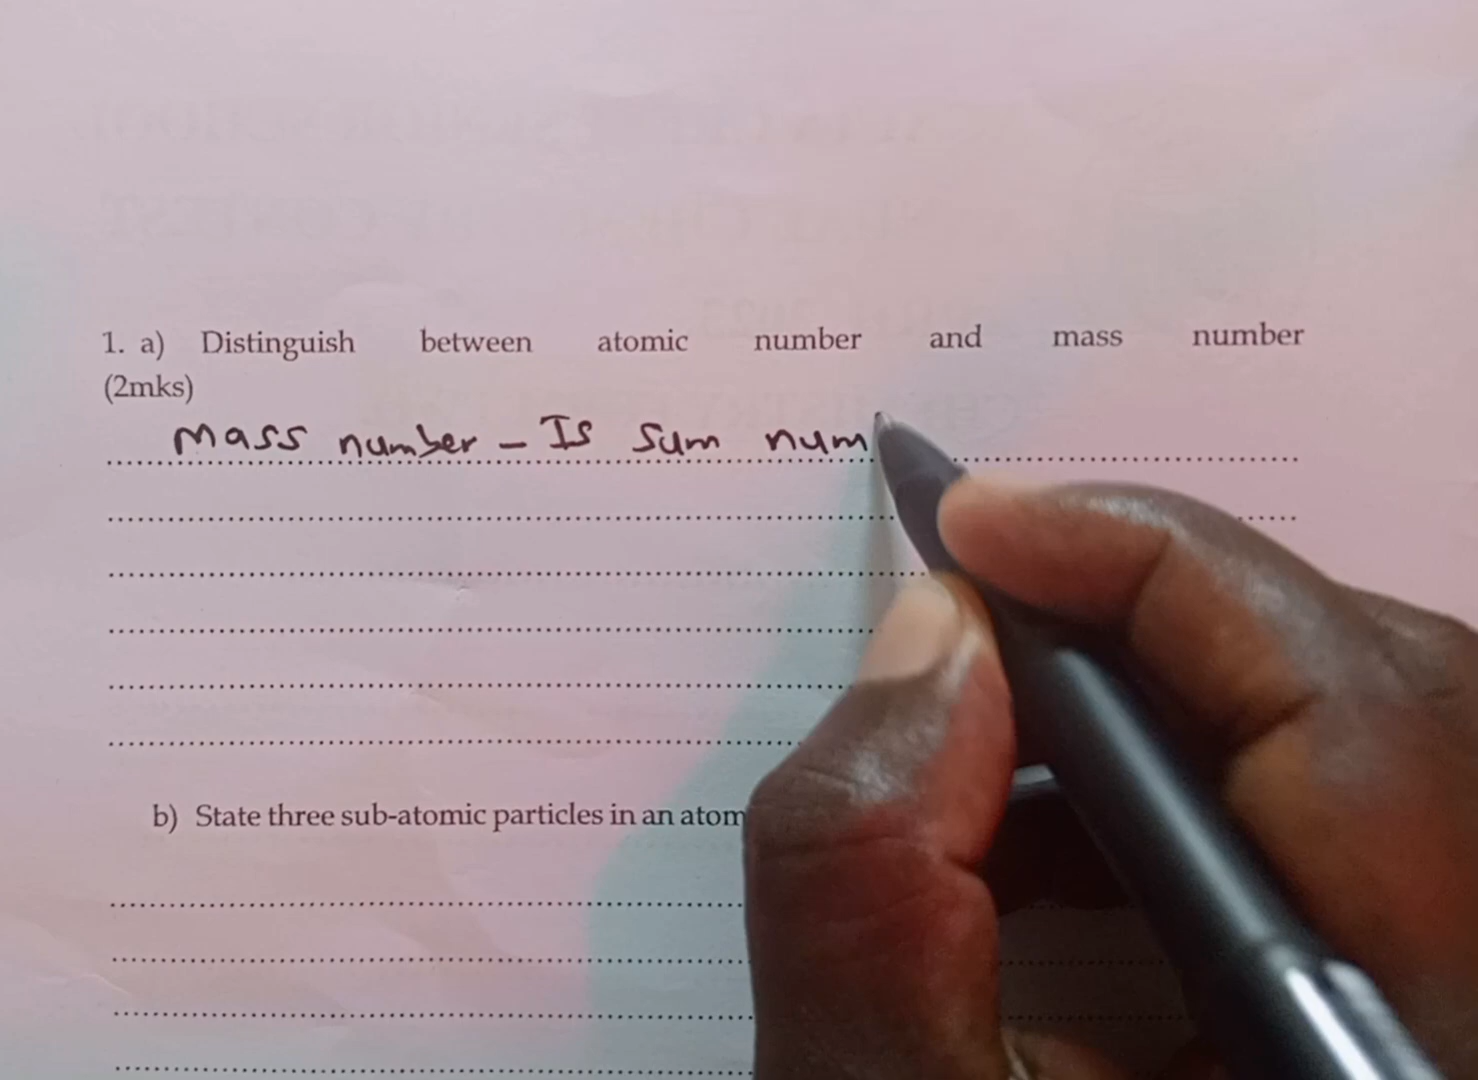 1. a) Distinguish between atomic number and mass number
(2mks)
Mass number - Is sum num
b) State three sub-atomic particles in an atom